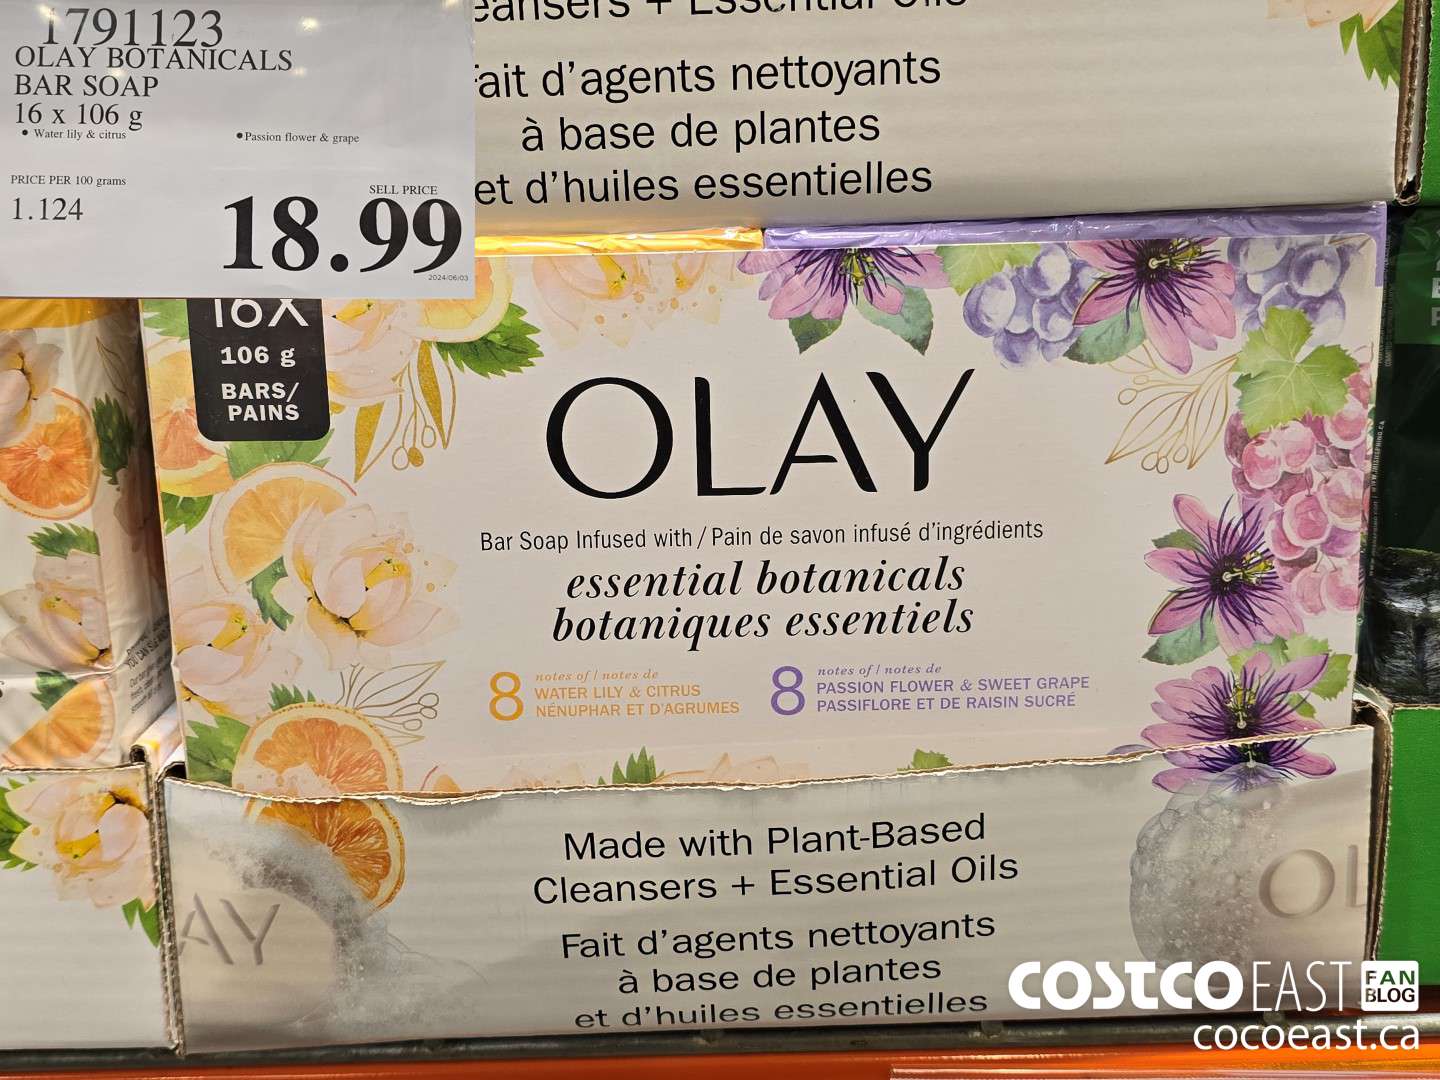 1791123
OLAY BOTANICALS
BAR SOAP
16 x 106 g
• Water lily & citrus
• Passion flower & grape
PRICE PER 100 grams
1.124
SELL PRICE
18.99
2024/06/03
eansers + Essential Oils
Fait d'agents nettoyants
à base de plantes
et d'huiles essentielles
16X
106 g
BARS/
PAINS
OLAY
Bar Soap Infused with / Pain de savon infusé d'ingrédients
essential botanicals
botaniques essentiels
8 notes of / notes de
WATER LILY & CITRUS
NÉNUPHAR ET D'AGRUMES
8 notes of / notes de
PASSION FLOWER & SWEET GRAPE
PASSIFLORE ET DE RAISIN SUCRÉ
Made with Plant-Based
Cleansers + Essential Oils
Fait d'agents nettoyants
à base de plantes
et d'huiles essentielles
AY
OL
COSTCO EAST FAN
BLOG
cocoeast.ca